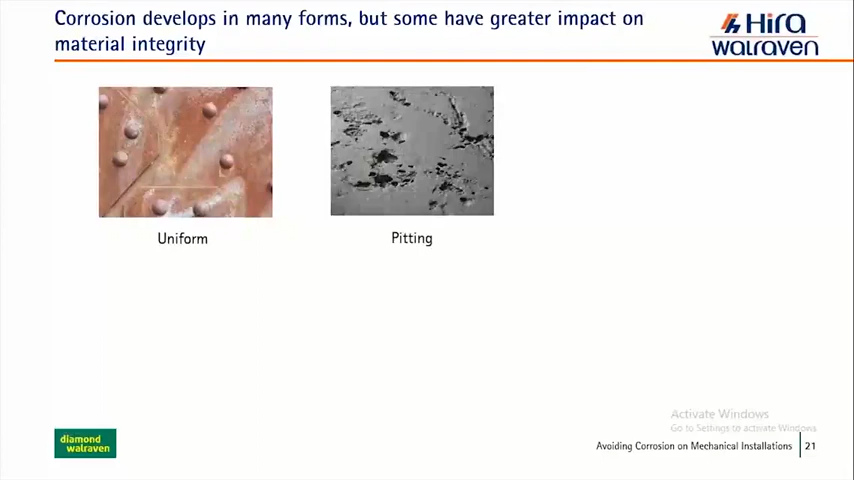 Corrosion develops in many forms, but some have greater impact on
material integrity
Hira
walraven
Uniform
Pitting
Activate Windows
Go to Settings to activate Windows.
diamond
walraven
Avoiding Corrosion on Mechanical Installations
21